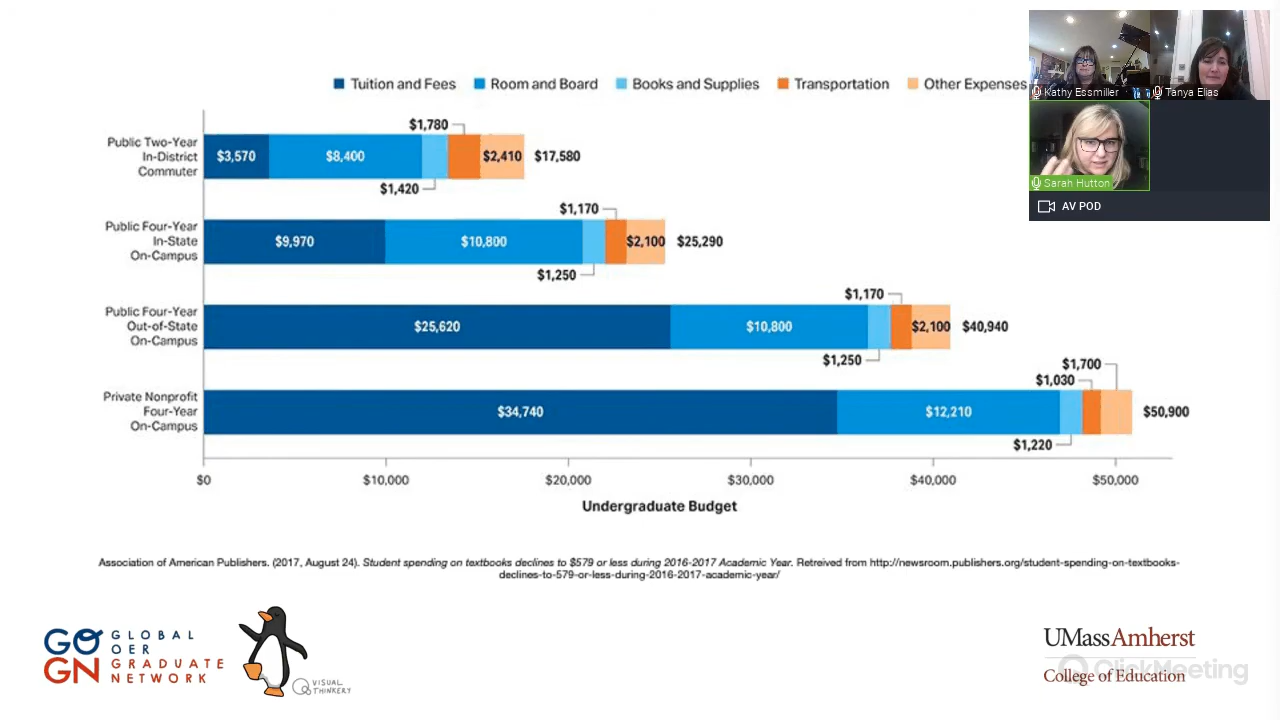 Tuition and Fees Room and Board Books and Supplies Transportation Other Expenses
Kathy Essmiller Tanya Elias
Sarah Hutton
AV POD
Public Two-Year
In-District
Commuter
$3,570 $8,400 $1,420 $1,780 $2,410 $17,580
Public Four-Year
In-State
On-Campus
$9,970 $10,800 $1,250 $1,170 $2,100 $25,290
Public Four-Year
Out-of-State
On-Campus
$25,620 $10,800 $1,250 $1,170 $2,100 $40,940
Private Nonprofit
Four-Year
On-Campus
$34,740 $12,210 $1,220 $1,030 $1,700 $50,900
$0 $10,000 $20,000 $30,000 $40,000 $50,000
Undergraduate Budget
Association of American Publishers. (2017, August 24). Student spending on textbooks declines to $579 or less during 2016-2017 Academic Year. Retreived from http://newsroom.publishers.org/student-spending-on-textbooks-
declines-to-579-or-less-during-2016-2017-academic-year/
GO
GN
GLOBAL
OER
GRADUATE
NETWORK
VISUAL
THINKERY
UMassAmherst
College of Education
ClickMeeting